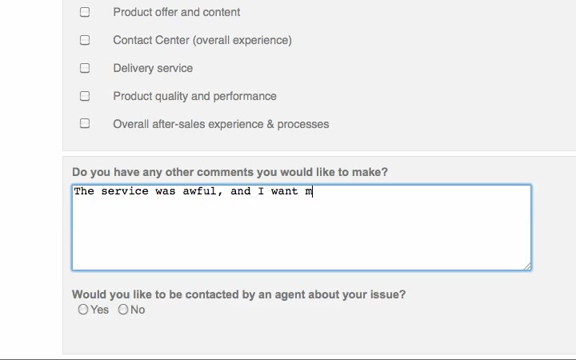 Product offer and content
Contact Center (overall experience)
Delivery service
Product quality and performance
Overall after-sales experience & processes
Do you have any other comments you would like to make?
The service was awful, and I want m
Would you like to be contacted by an agent about your issue?
Yes No